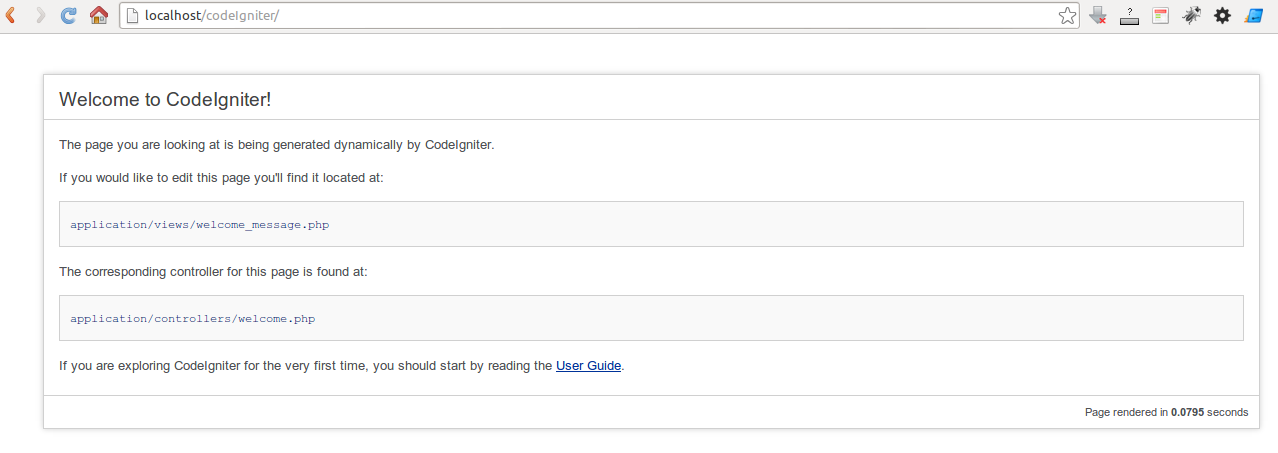 localhost/codeIgniter/
?
Welcome to CodeIgniter!
The page you are looking at is being generated dynamically by CodeIgniter.
If you would like to edit this page you'll find it located at:
application/views/welcome_message.php
The corresponding controller for this page is found at:
application/controllers/welcome.php
If you are exploring CodeIgniter for the very first time, you should start by reading the User Guide.
Page rendered in 0.0795 seconds